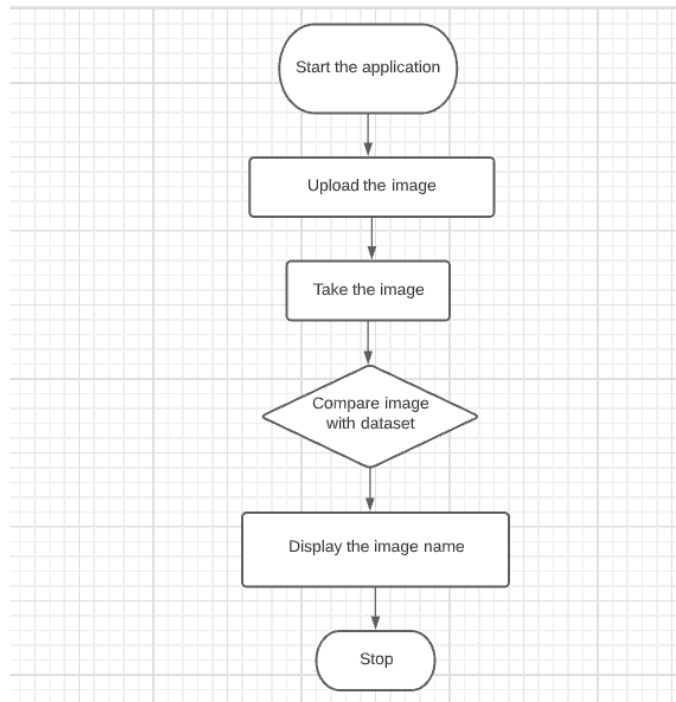 Start the application
Upload the image
Take the image
Compare image
with dataset
Display the image name
Stop